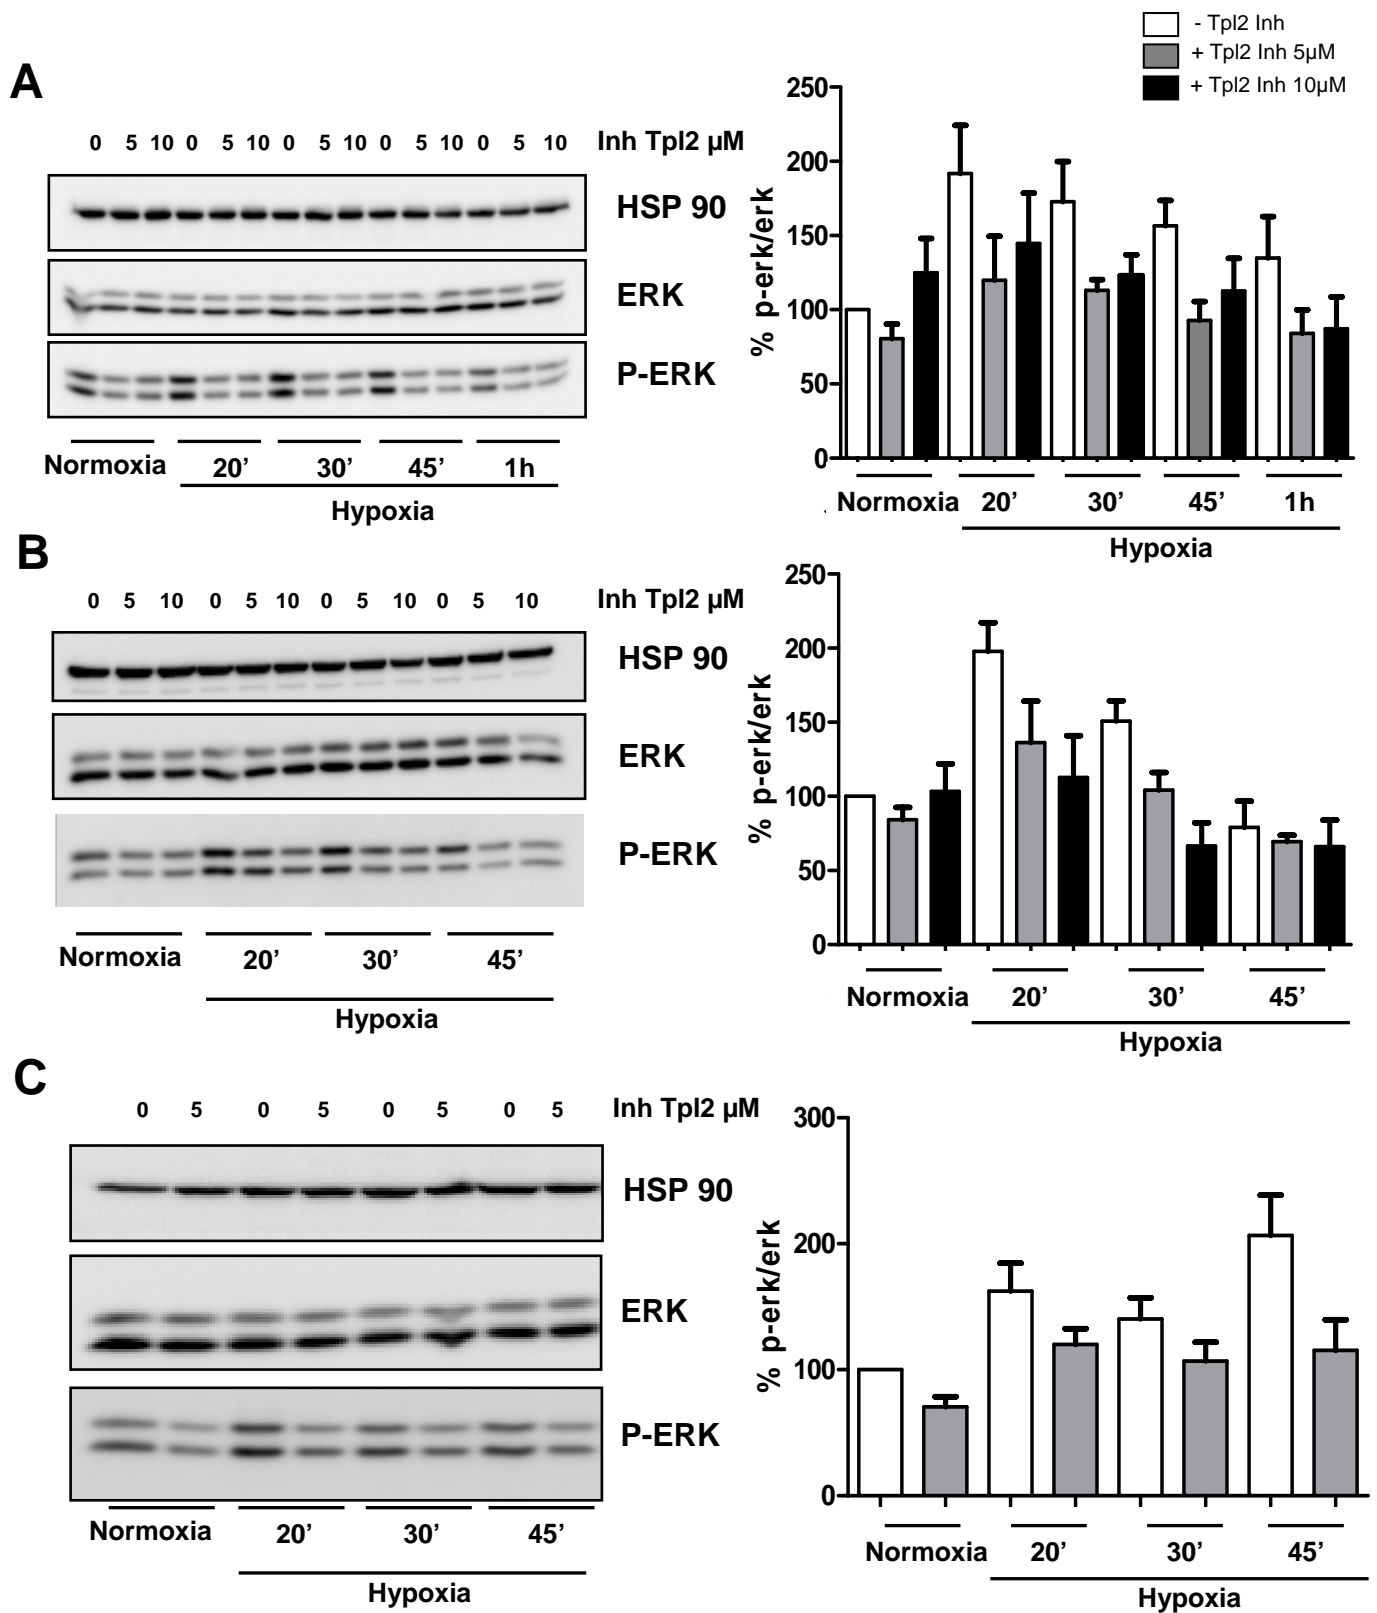 - Tpl2 Inh
+ Tpl2 Inh 5µM
+ Tpl2 Inh 10µM
A
0 5 10 0 5 10 0 5 10 0 5 10 0 5 10 Inh Tpl2 µM
HSP 90
ERK
P-ERK
Normoxia 20’ 30’ 45’ 1h
Hypoxia
% p-erk/erk
250
200
150
100
50
0
Normoxia 20’ 30’ 45’ 1h
Hypoxia
B
0 5 10 0 5 10 0 5 10 0 5 10 Inh Tpl2 µM
HSP 90
ERK
P-ERK
Normoxia 20’ 30’ 45’
Hypoxia
% p-erk/erk
250
200
150
100
50
0
Normoxia 20’ 30’ 45’
Hypoxia
C
0 5 0 5 0 5 0 5 Inh Tpl2 µM
HSP 90
ERK
P-ERK
Normoxia 20’ 30’ 45’
Hypoxia
% p-erk/erk
300
200
100
0
Normoxia 20’ 30’ 45’
Hypoxia